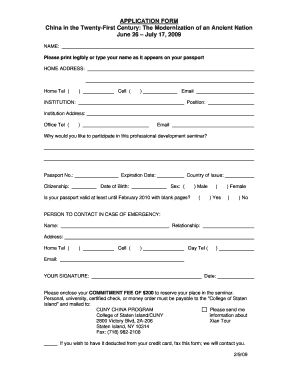 APPLICATION FORM
China in the Twenty-First Century: The Modernization of an Ancient Nation
June 26 – July 17, 2009
NAME:
Please print legibly or type your name as it appears on your passport
HOME ADDRESS:
Home Tel ( ) Cell ( ) Email
INSTITUTION: Position:
Institution Address:
Office Tel ( ) Email:
Why would you like to participate in this professional development seminar?
Passport No.: Expiration Date: Country of Issue:
Citizenship: Date of Birth: Sex: ( ) Male ( ) Female
Is your passport valid at least until February 2010 with blank pages? ( ) Yes ( ) No
PERSON TO CONTACT IN CASE OF EMERGENCY:
Name: Relationship:
Address:
Home Tel ( ) Cell ( ) Day Tel ( )
Email:
YOUR SIGNATURE: Date:
Please enclose your COMMITMENT FEE OF $200 to reserve your place in the seminar.
Personal, university, certified check, or money order must be payable to the "College of Staten
Island" and mailed to:
CUNY CHINA PROGRAM
College of Staten Island/CUNY
2800 Victory Blvd, 2A-206
Staten Island, NY 10314
Fax: (718) 982-2108
Please send me
information about
Xian Tour
If you wish to have it deducted from your credit card, fax this form; we will contact you.
2/5/09